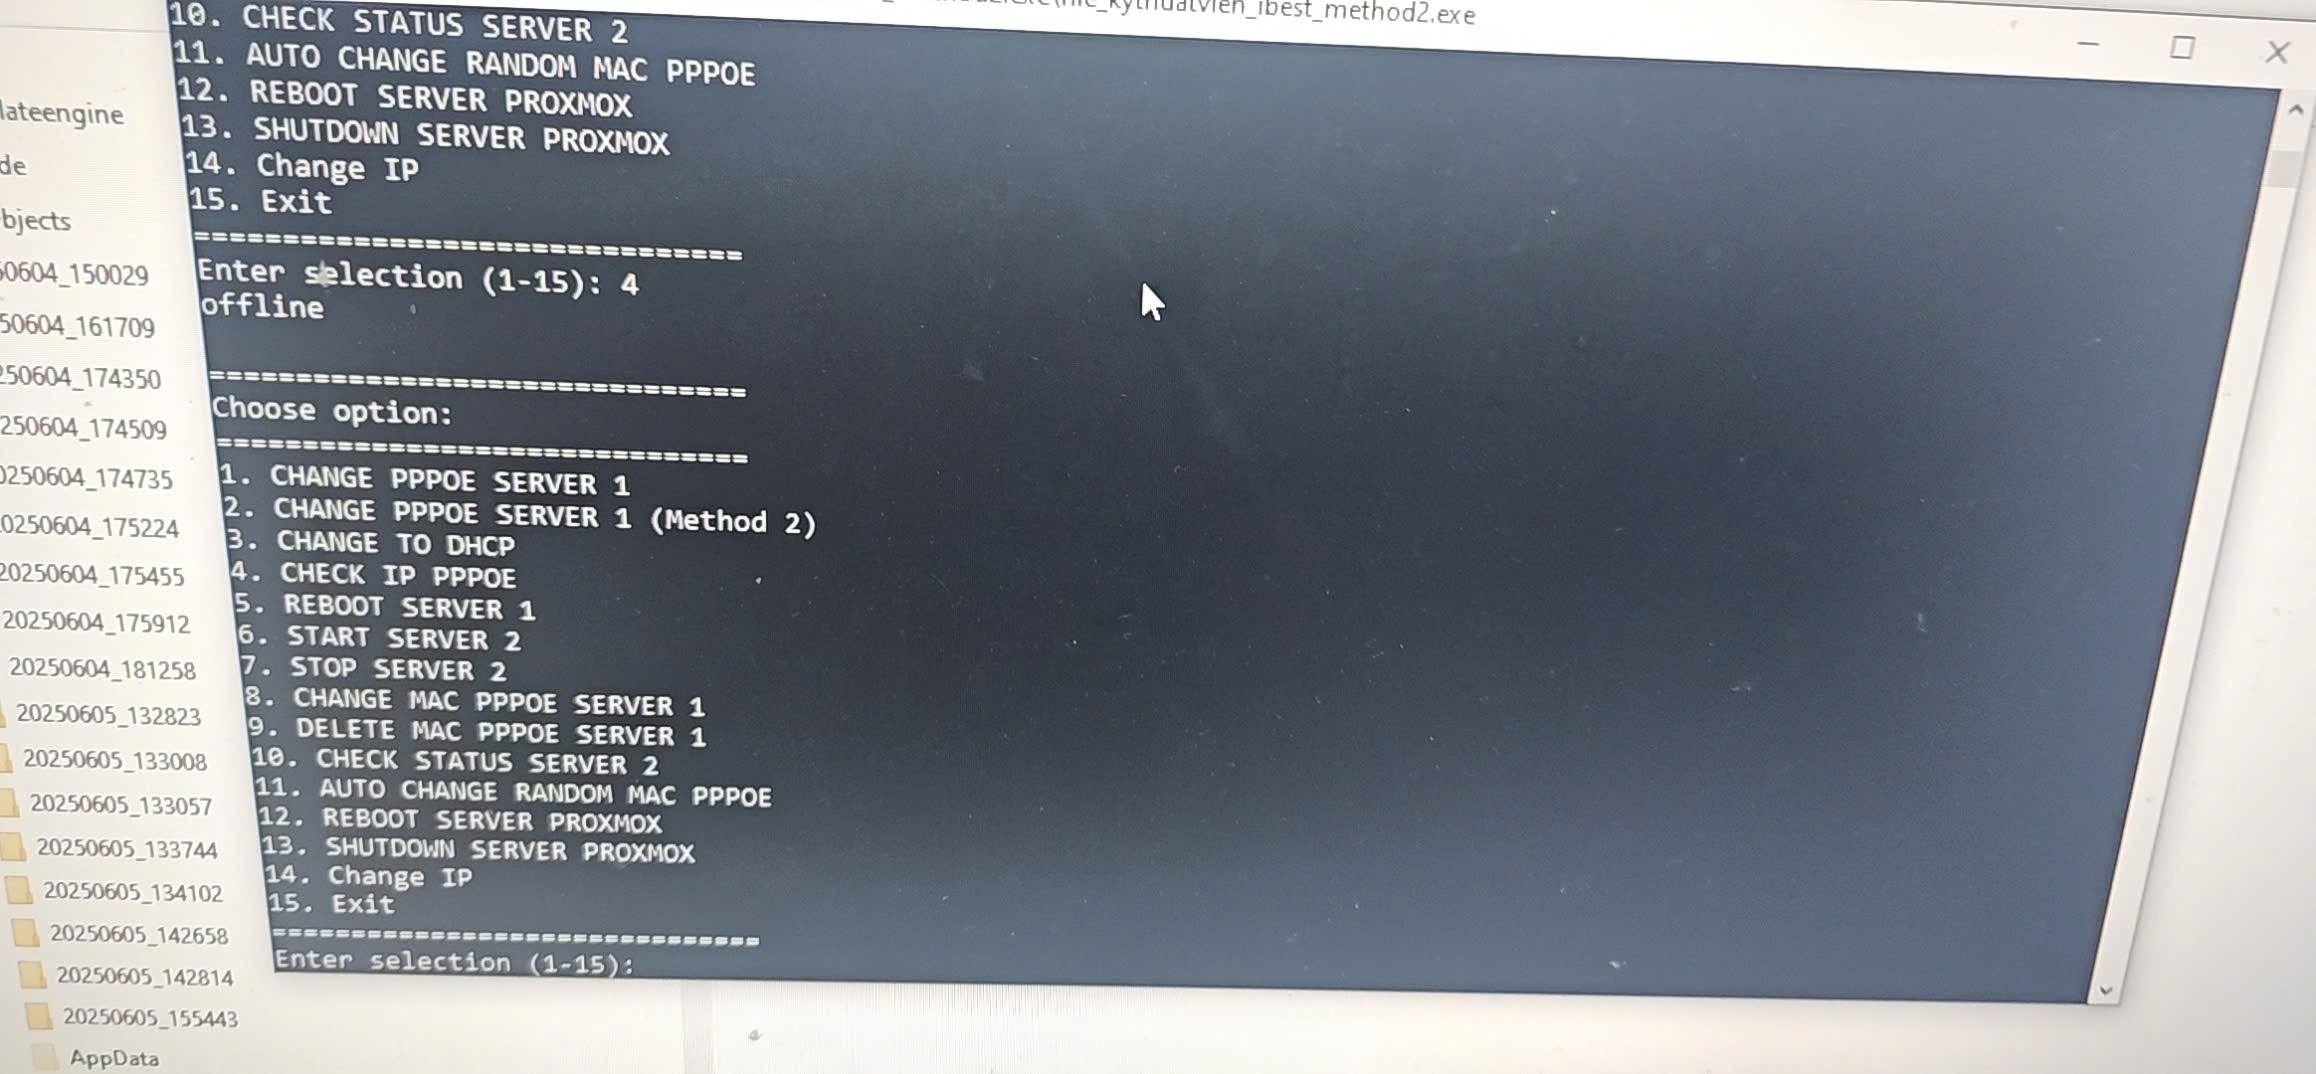 ibest_method2.exe
10. CHECK STATUS SERVER 2
11. AUTO CHANGE RANDOM MAC PPPOE
12. REBOOT SERVER PROXMOX
13. SHUTDOWN SERVER PROXMOX
14. Change IP
15. Exit
===============================
Enter selection (1-15): 4
offline
===============================
Choose option:
===============================
1. CHANGE PPPOE SERVER 1
2. CHANGE PPPOE SERVER 1 (Method 2)
3. CHANGE TO DHCP
4. CHECK IP PPPOE
5. REBOOT SERVER 1
6. START SERVER 2
7. STOP SERVER 2
8. CHANGE MAC PPPOE SERVER 1
9. DELETE MAC PPPOE SERVER 1
10. CHECK STATUS SERVER 2
11. AUTO CHANGE RANDOM MAC PPPOE
12. REBOOT SERVER PROXMOX
13. SHUTDOWN SERVER PROXMOX
14. Change IP
15. Exit
===============================
Enter selection (1-15):
lateengine
de
bjects
50604_150029
50604_161709
250604_174350
250604_174509
0250604_174735
0250604_175224
20250604_175455
20250604_175912
20250604_181258
20250605_132823
20250605_133008
20250605_133057
20250605_133744
20250605_134102
20250605_142658
20250605_142814
20250605_155443
AppData